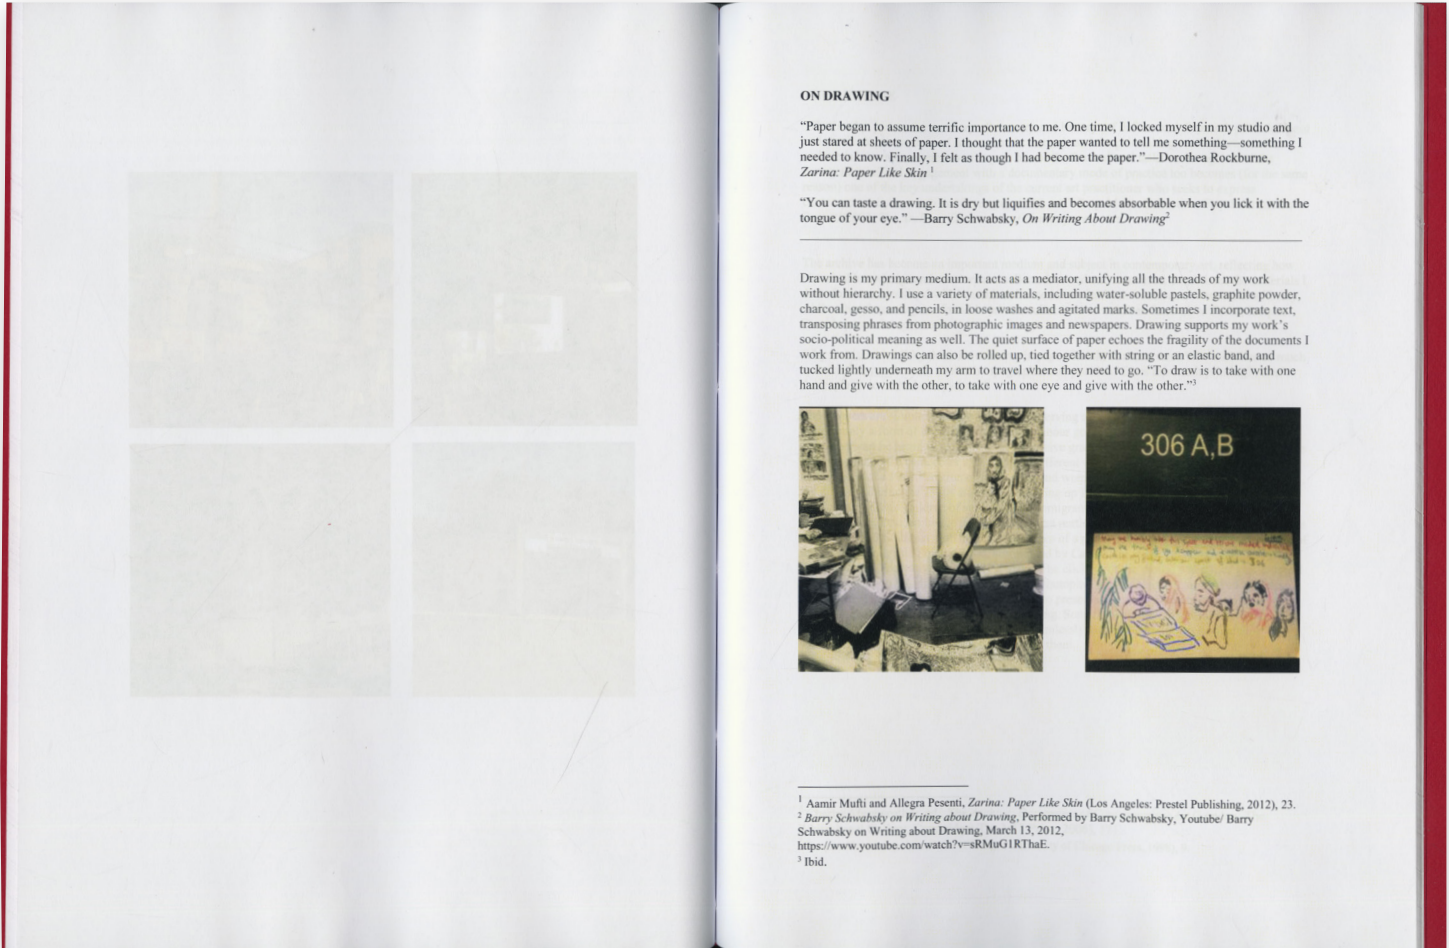 ON DRAWING
“Paper began to assume terrific importance to me. One time, I locked myself in my studio and
just stared at sheets of paper. I thought that the paper wanted to tell me something—something I
needed to know. Finally, I felt as though I had become the paper.”—Dorothea Rockburne,
Zarina: Paper Like Skin ¹
“You can taste a drawing. It is dry but liquifies and becomes absorbable when you lick it with the
tongue of your eye.” —Barry Schwabsky, On Writing About Drawing²
Drawing is my primary medium. It acts as a mediator, unifying all the threads of my work
without hierarchy. I use a variety of materials, including water-soluble pastels, graphite powder,
charcoal, gesso, and pencils, in loose washes and agitated marks. Sometimes I incorporate text,
transposing phrases from photographic images and newspapers. Drawing supports my work’s
socio-political meaning as well. The quiet surface of paper echoes the fragility of the documents I
work from. Drawings can also be rolled up, tied together with string or an elastic band, and
tucked lightly underneath my arm to travel where they need to go. “To draw is to take with one
hand and give with the other, to take with one eye and give with the other.”³
306 A,B
¹ Aamir Mufti and Allegra Pesenti, Zarina: Paper Like Skin (Los Angeles: Prestel Publishing, 2012), 23.
² Barry Schwabsky on Writing about Drawing, Performed by Barry Schwabsky, Youtube/ Barry
Schwabsky on Writing about Drawing, March 13, 2012,
https://www.youtube.com/watch?v=sRMuG1RThaE.
³ Ibid.